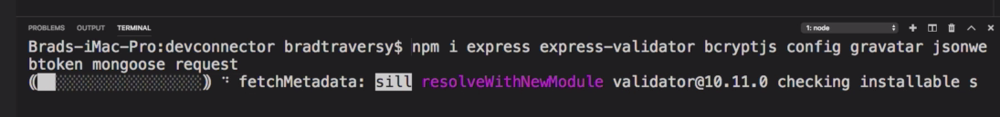 PROBLEMS OUTPUT TERMINAL 1: node
Brads-iMac-Pro:devconnector bradtraversy$ npm i express express-validator bcryptjs config gravatar jsonwe
btoken mongoose request
fetchMetadata: sill resolveWithNewModule validator@10.11.0 checking installable s